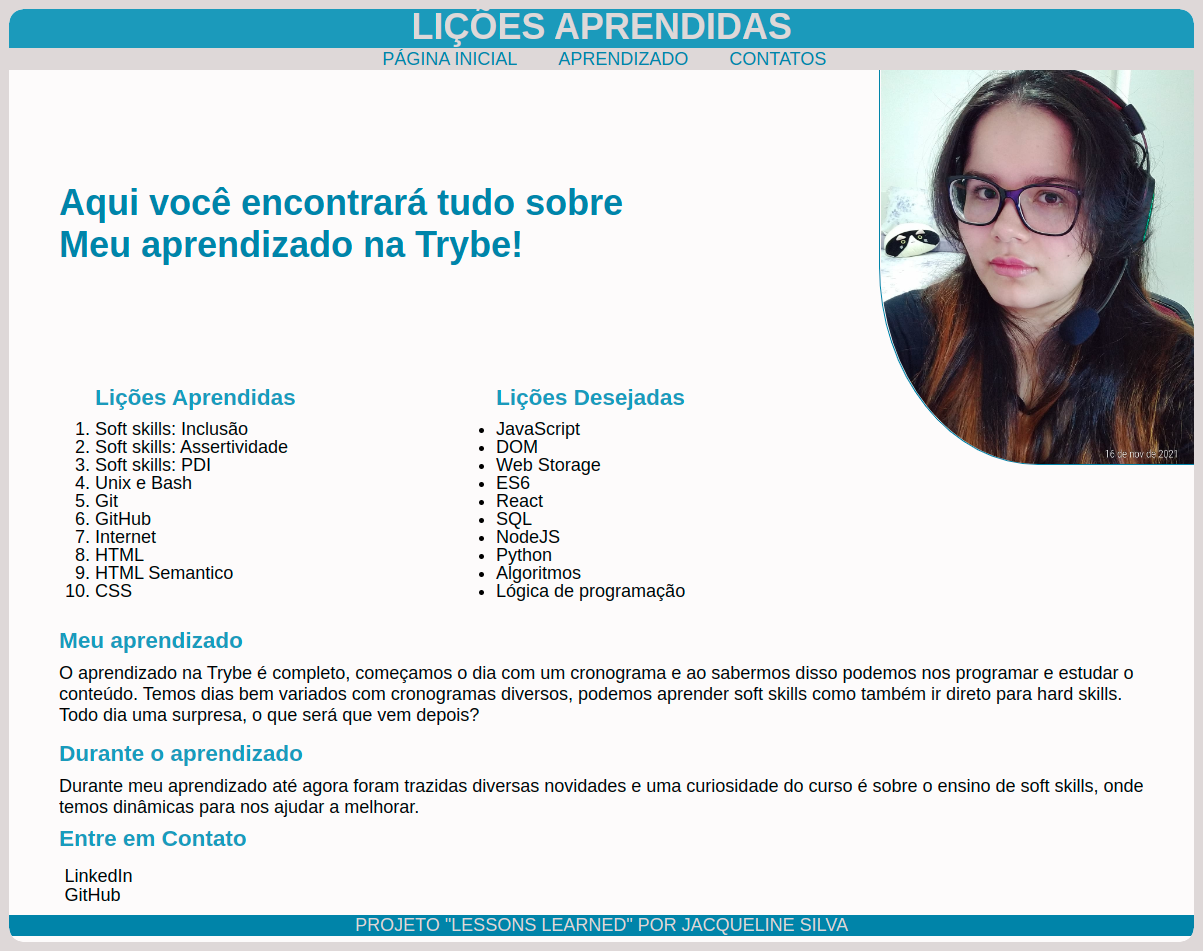 LIÇÕES APRENDIDAS
PÁGINA INICIAL APRENDIZADO CONTATOS
Aqui você encontrará tudo sobre
Meu aprendizado na Trybe!
16 de nov de 2021
Lições Aprendidas
1. Soft skills: Inclusão
2. Soft skills: Assertividade
3. Soft skills: PDI
4. Unix e Bash
5. Git
6. GitHub
7. Internet
8. HTML
9. HTML Semantico
10. CSS
Lições Desejadas
• JavaScript
• DOM
• Web Storage
• ES6
• React
• SQL
• NodeJS
• Python
• Algoritmos
• Lógica de programação
Meu aprendizado
O aprendizado na Trybe é completo, começamos o dia com um cronograma e ao sabermos disso podemos nos programar e estudar o
conteúdo. Temos dias bem variados com cronogramas diversos, podemos aprender soft skills como também ir direto para hard skills.
Todo dia uma surpresa, o que será que vem depois?
Durante o aprendizado
Durante meu aprendizado até agora foram trazidas diversas novidades e uma curiosidade do curso é sobre o ensino de soft skills, onde
temos dinâmicas para nos ajudar a melhorar.
Entre em Contato
LinkedIn
GitHub
PROJETO "LESSONS LEARNED" POR JACQUELINE SILVA